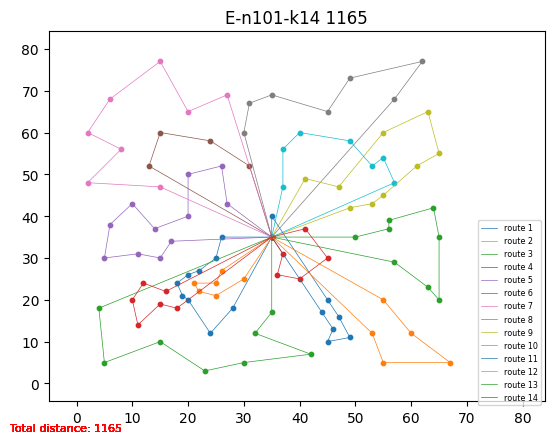 E-n101-k14 1165
80
70
60
50
40
30
20
10
0
0 10 20 30 40 50 60 70 80
route 1
route 2
route 3
route 4
route 5
route 6
route 7
route 8
route 9
route 10
route 11
route 12
route 13
route 14
Total distance: 1165